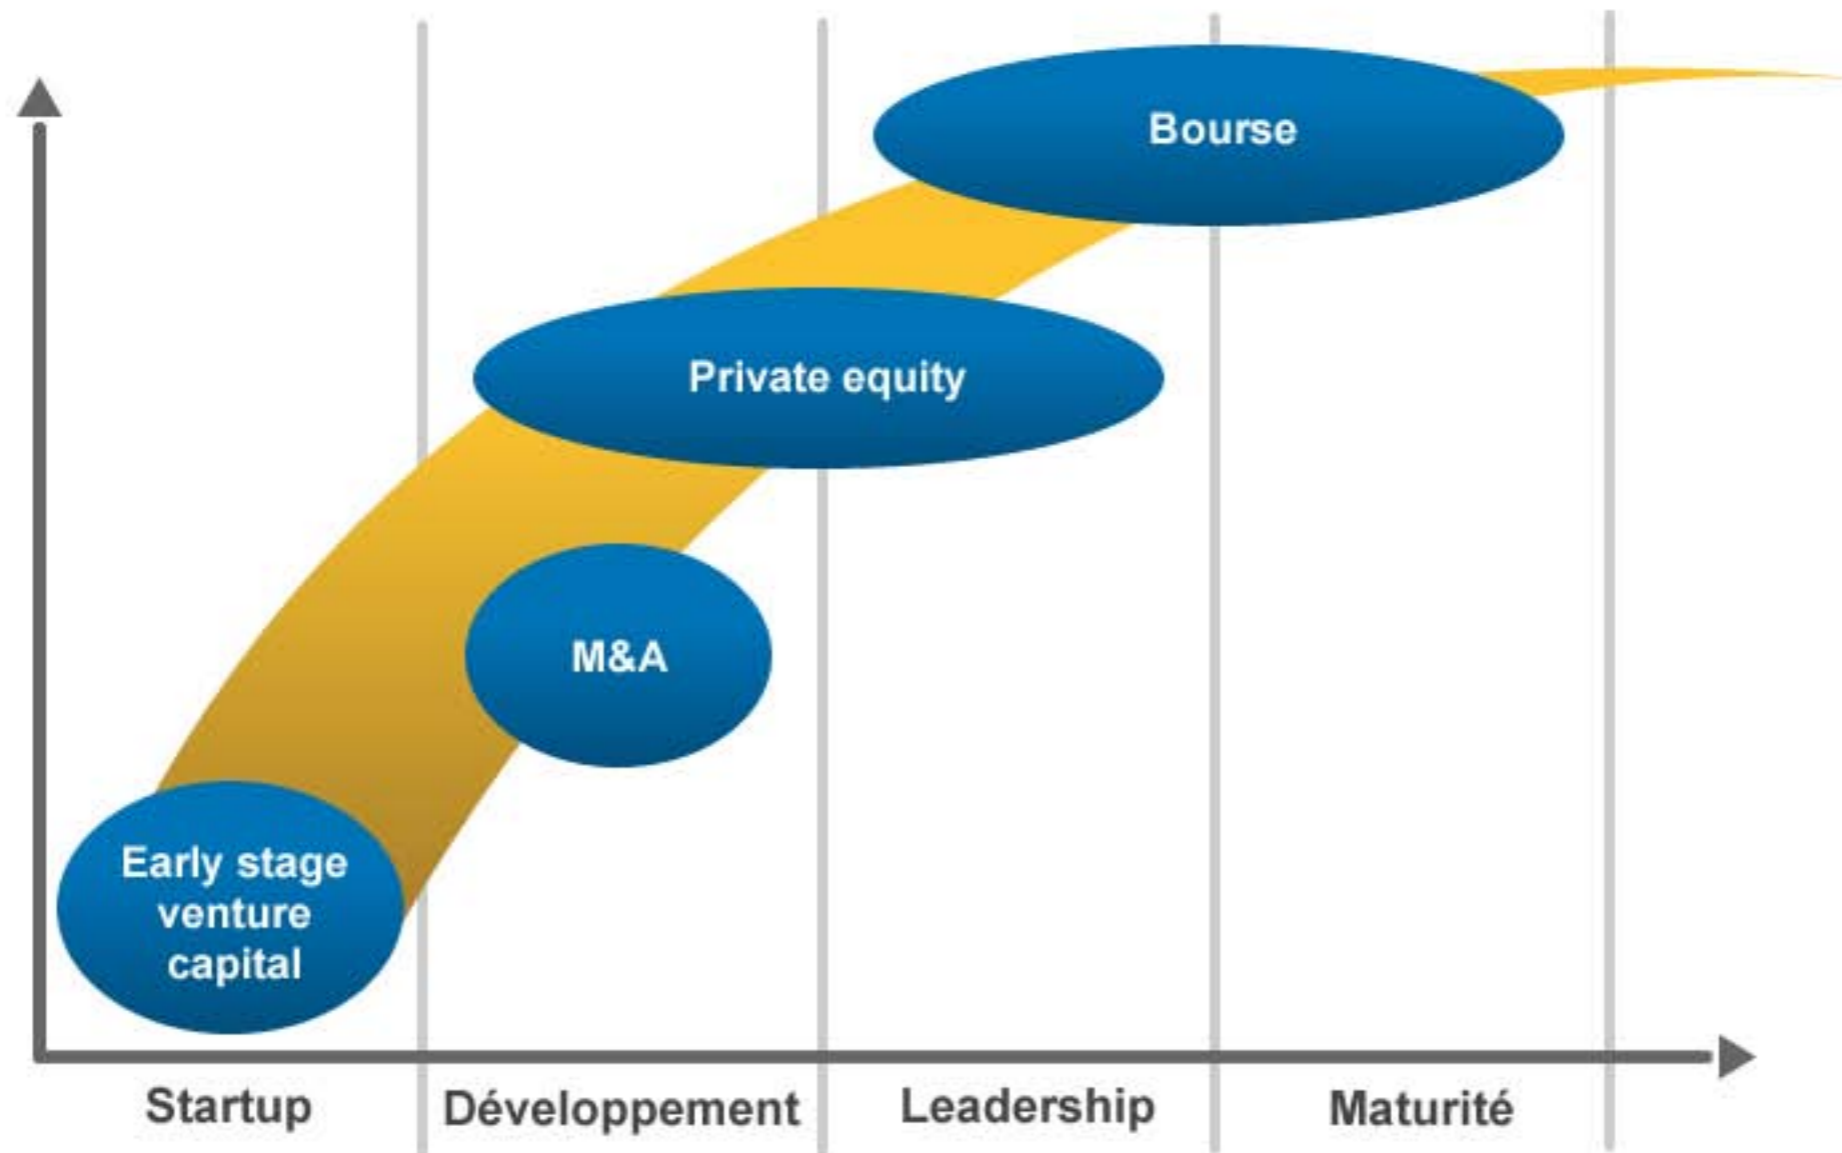 Bourse
Private equity
M&A
Early stage
venture
capital
Startup
Développement
Leadership
Maturité